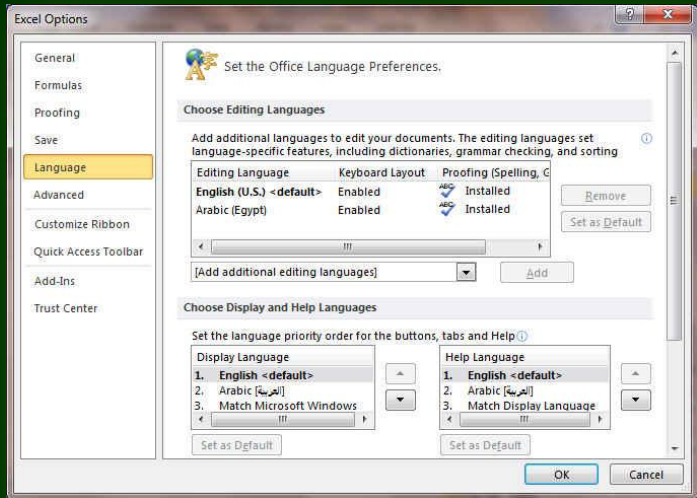 Excel Options
General
Formulas
Proofing
Save
Language
Advanced
Customize Ribbon
Quick Access Toolbar
Add-Ins
Trust Center
Set the Office Language Preferences.
Choose Editing Languages
Add additional languages to edit your documents. The editing languages set
language-specific features, including dictionaries, grammar checking, and sorting
Editing Language Keyboard Layout Proofing (Spelling, G
English (U.S.) <default> Enabled Installed
Arabic (Egypt) Enabled Installed
Remove
Set as Default
[Add additional editing languages]
Add
Choose Display and Help Languages
Set the language priority order for the buttons, tabs and Help
Display Language
1. English <default>
2. Arabic [العربية]
3. Match Microsoft Windows
Set as Default
Help Language
1. English <default>
2. Arabic [العربية]
3. Match Display Language
Set as Default
OK
Cancel